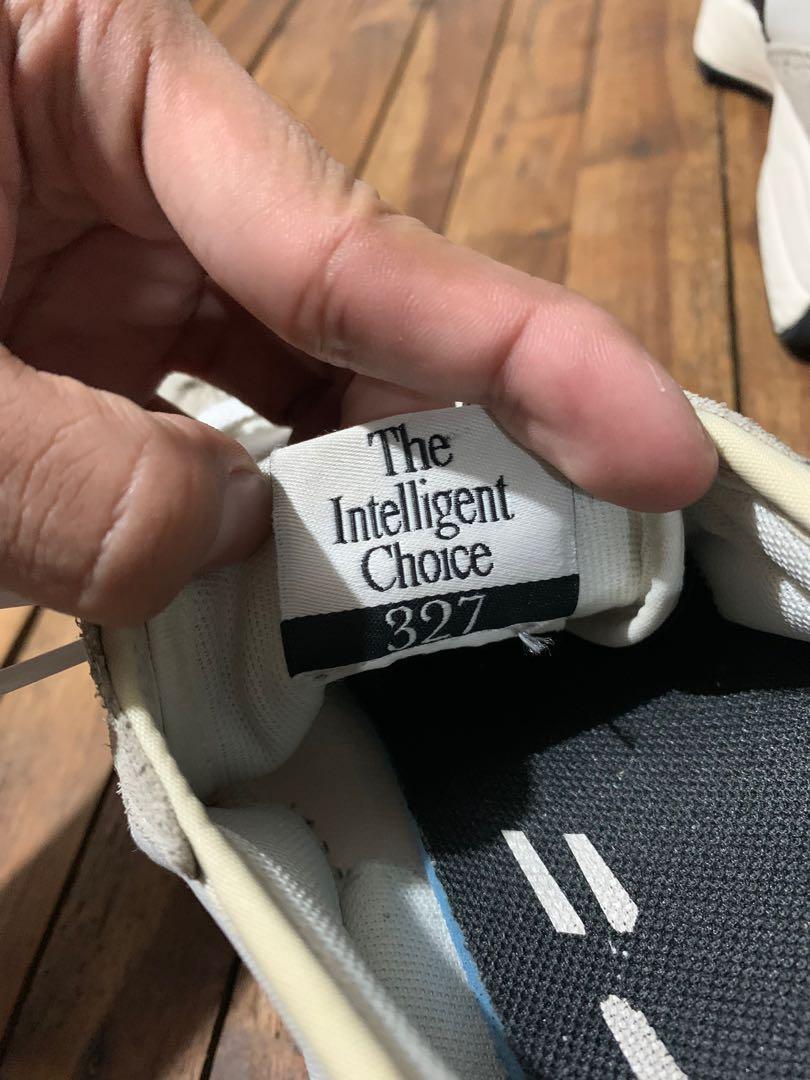 The
Intelligent
Choice
327